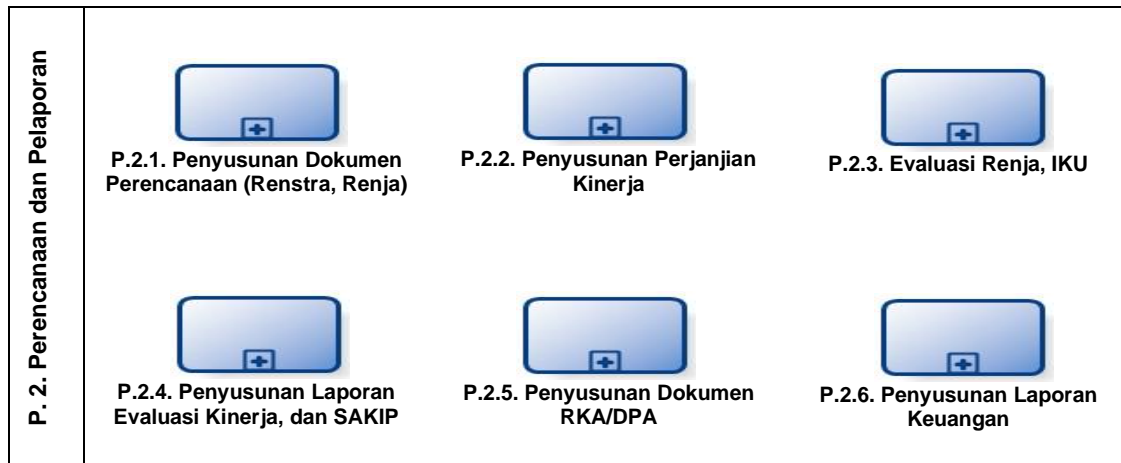 P. 2. Perencanaan dan Pelaporan
P.2.1. Penyusunan Dokumen
Perencanaan (Renstra, Renja)
P.2.2. Penyusunan Perjanjian
Kinerja
P.2.3. Evaluasi Renja, IKU
P.2.4. Penyusunan Laporan
Evaluasi Kinerja, dan SAKIP
P.2.5. Penyusunan Dokumen
RKA/DPA
P.2.6. Penyusunan Laporan
Keuangan